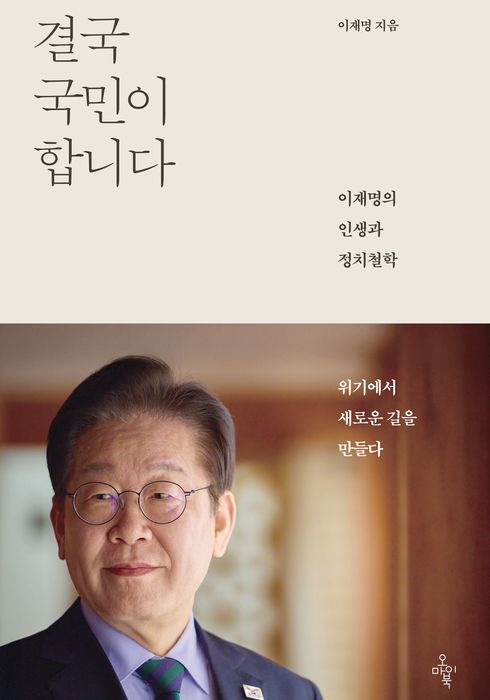 결국
국민이
합니다
이재명 지음
이재명의
인생과
정치철학
위기에서
새로운 길을
만들다
오마이북